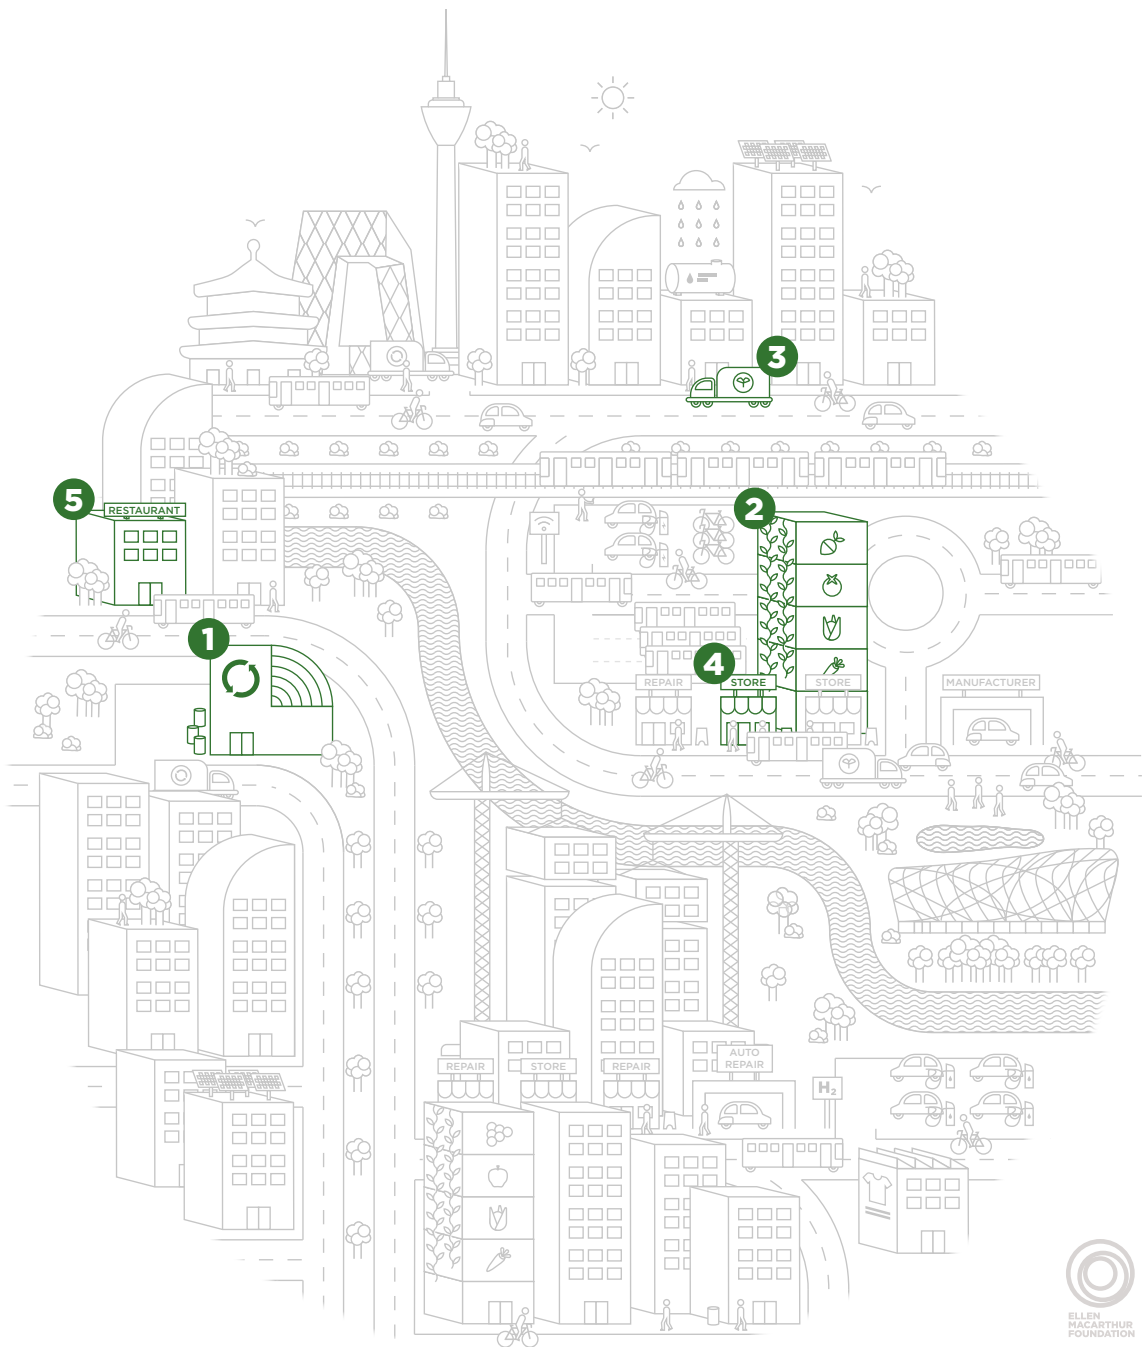 3
5
RESTAURANT
2
1
4
STORE
REPAIR
STORE
MANUFACTURER
REPAIR
STORE
REPAIR
AUTO
REPAIR
H2
ELLEN
MACARTHUR
FOUNDATION